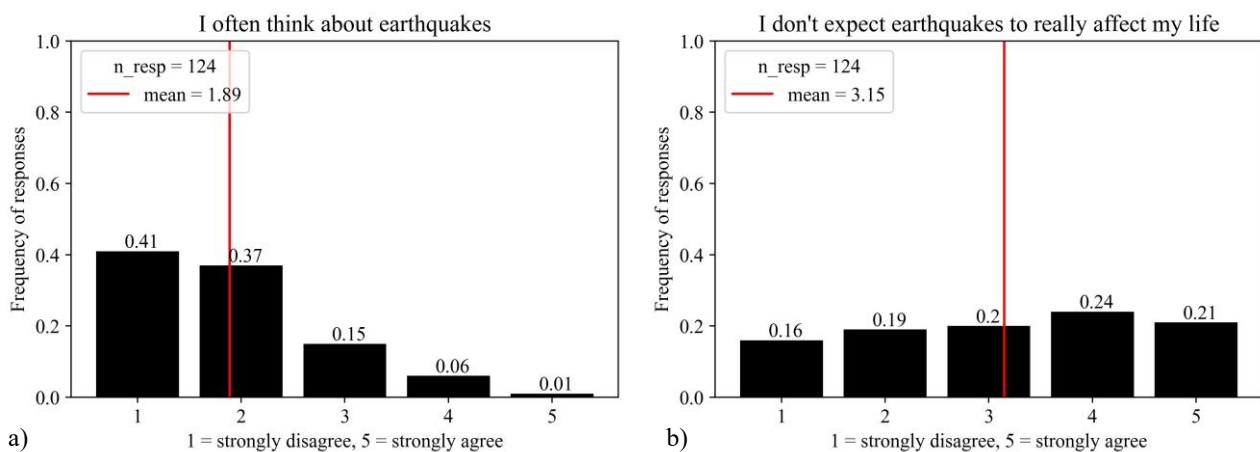 I often think about earthquakes
n_resp = 124
mean = 1.89
Frequency of responses
1.0
0.8
0.6
0.4
0.2
0.0
0.41
0.37
0.15
0.06
0.01
1 2 3 4 5
1 = strongly disagree, 5 = strongly agree
a)
I don't expect earthquakes to really affect my life
n_resp = 124
mean = 3.15
Frequency of responses
1.0
0.8
0.6
0.4
0.2
0.0
0.16
0.19
0.2
0.24
0.21
1 2 3 4 5
1 = strongly disagree, 5 = strongly agree
b)